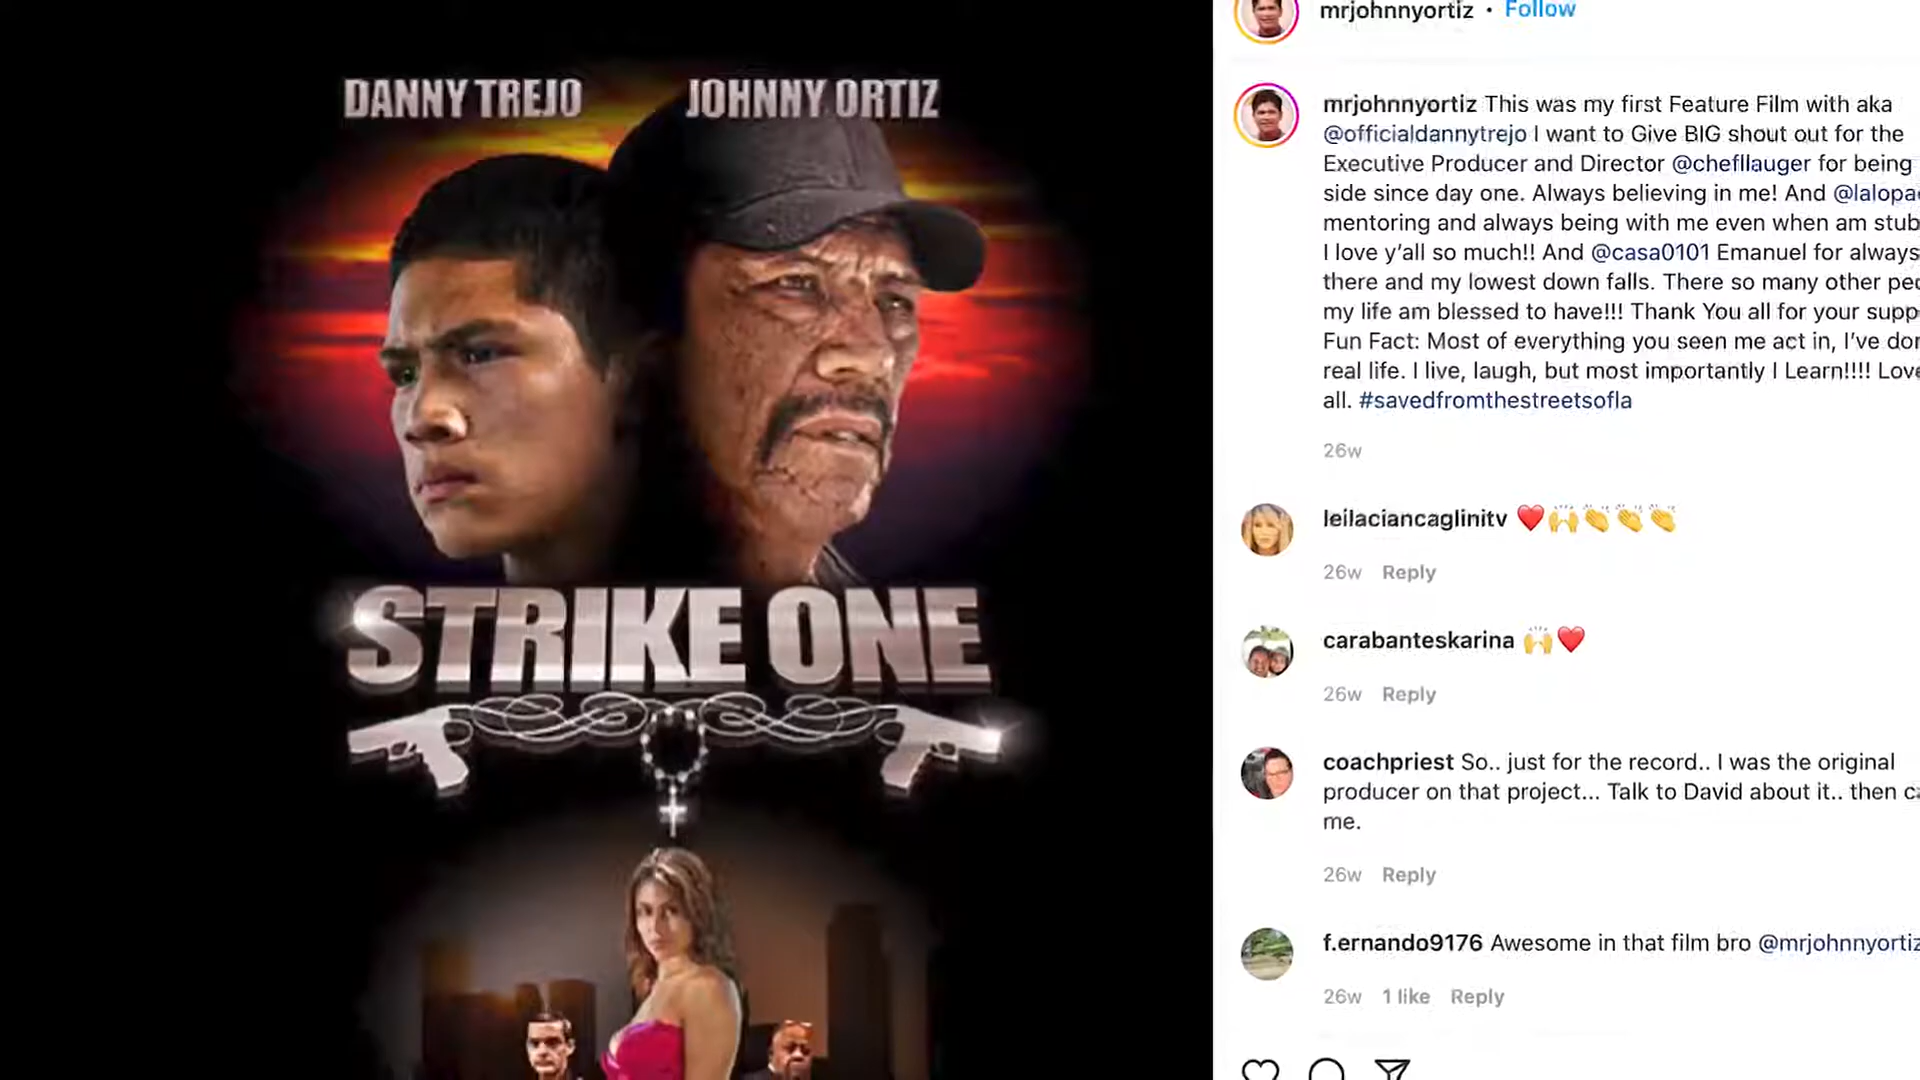 DANNY TREJO JOHNNY ORTIZ
STRIKE ONE
mrjohnnyortiz • Follow
mrjohnnyortiz This was my first Feature Film with aka
@officialdannytrejo I want to Give BIG shout out for the
Executive Producer and Director @chefllauger for being
side since day one. Always believing in me! And @lalopa
mentoring and always being with me even when am stub
I love y’all so much!! And @casa0101 Emanuel for always
there and my lowest down falls. There so many other pe
my life am blessed to have!!! Thank You all for your supp
Fun Fact: Most of everything you seen me act in, I’ve do
real life. I live, laugh, but most importantly I Learn!!!! Love
all. #savedfromthestreetsofla
26w
leilaciancaglinitv ❤️🙌👏👏👏
26w Reply
carabanteskarina 🙌❤️
26w Reply
coachpriest So.. just for the record.. I was the original
producer on that project... Talk to David about it.. then c
me.
26w Reply
f.ernando9176 Awesome in that film bro @mrjohnnyortiz
26w 1 like Reply